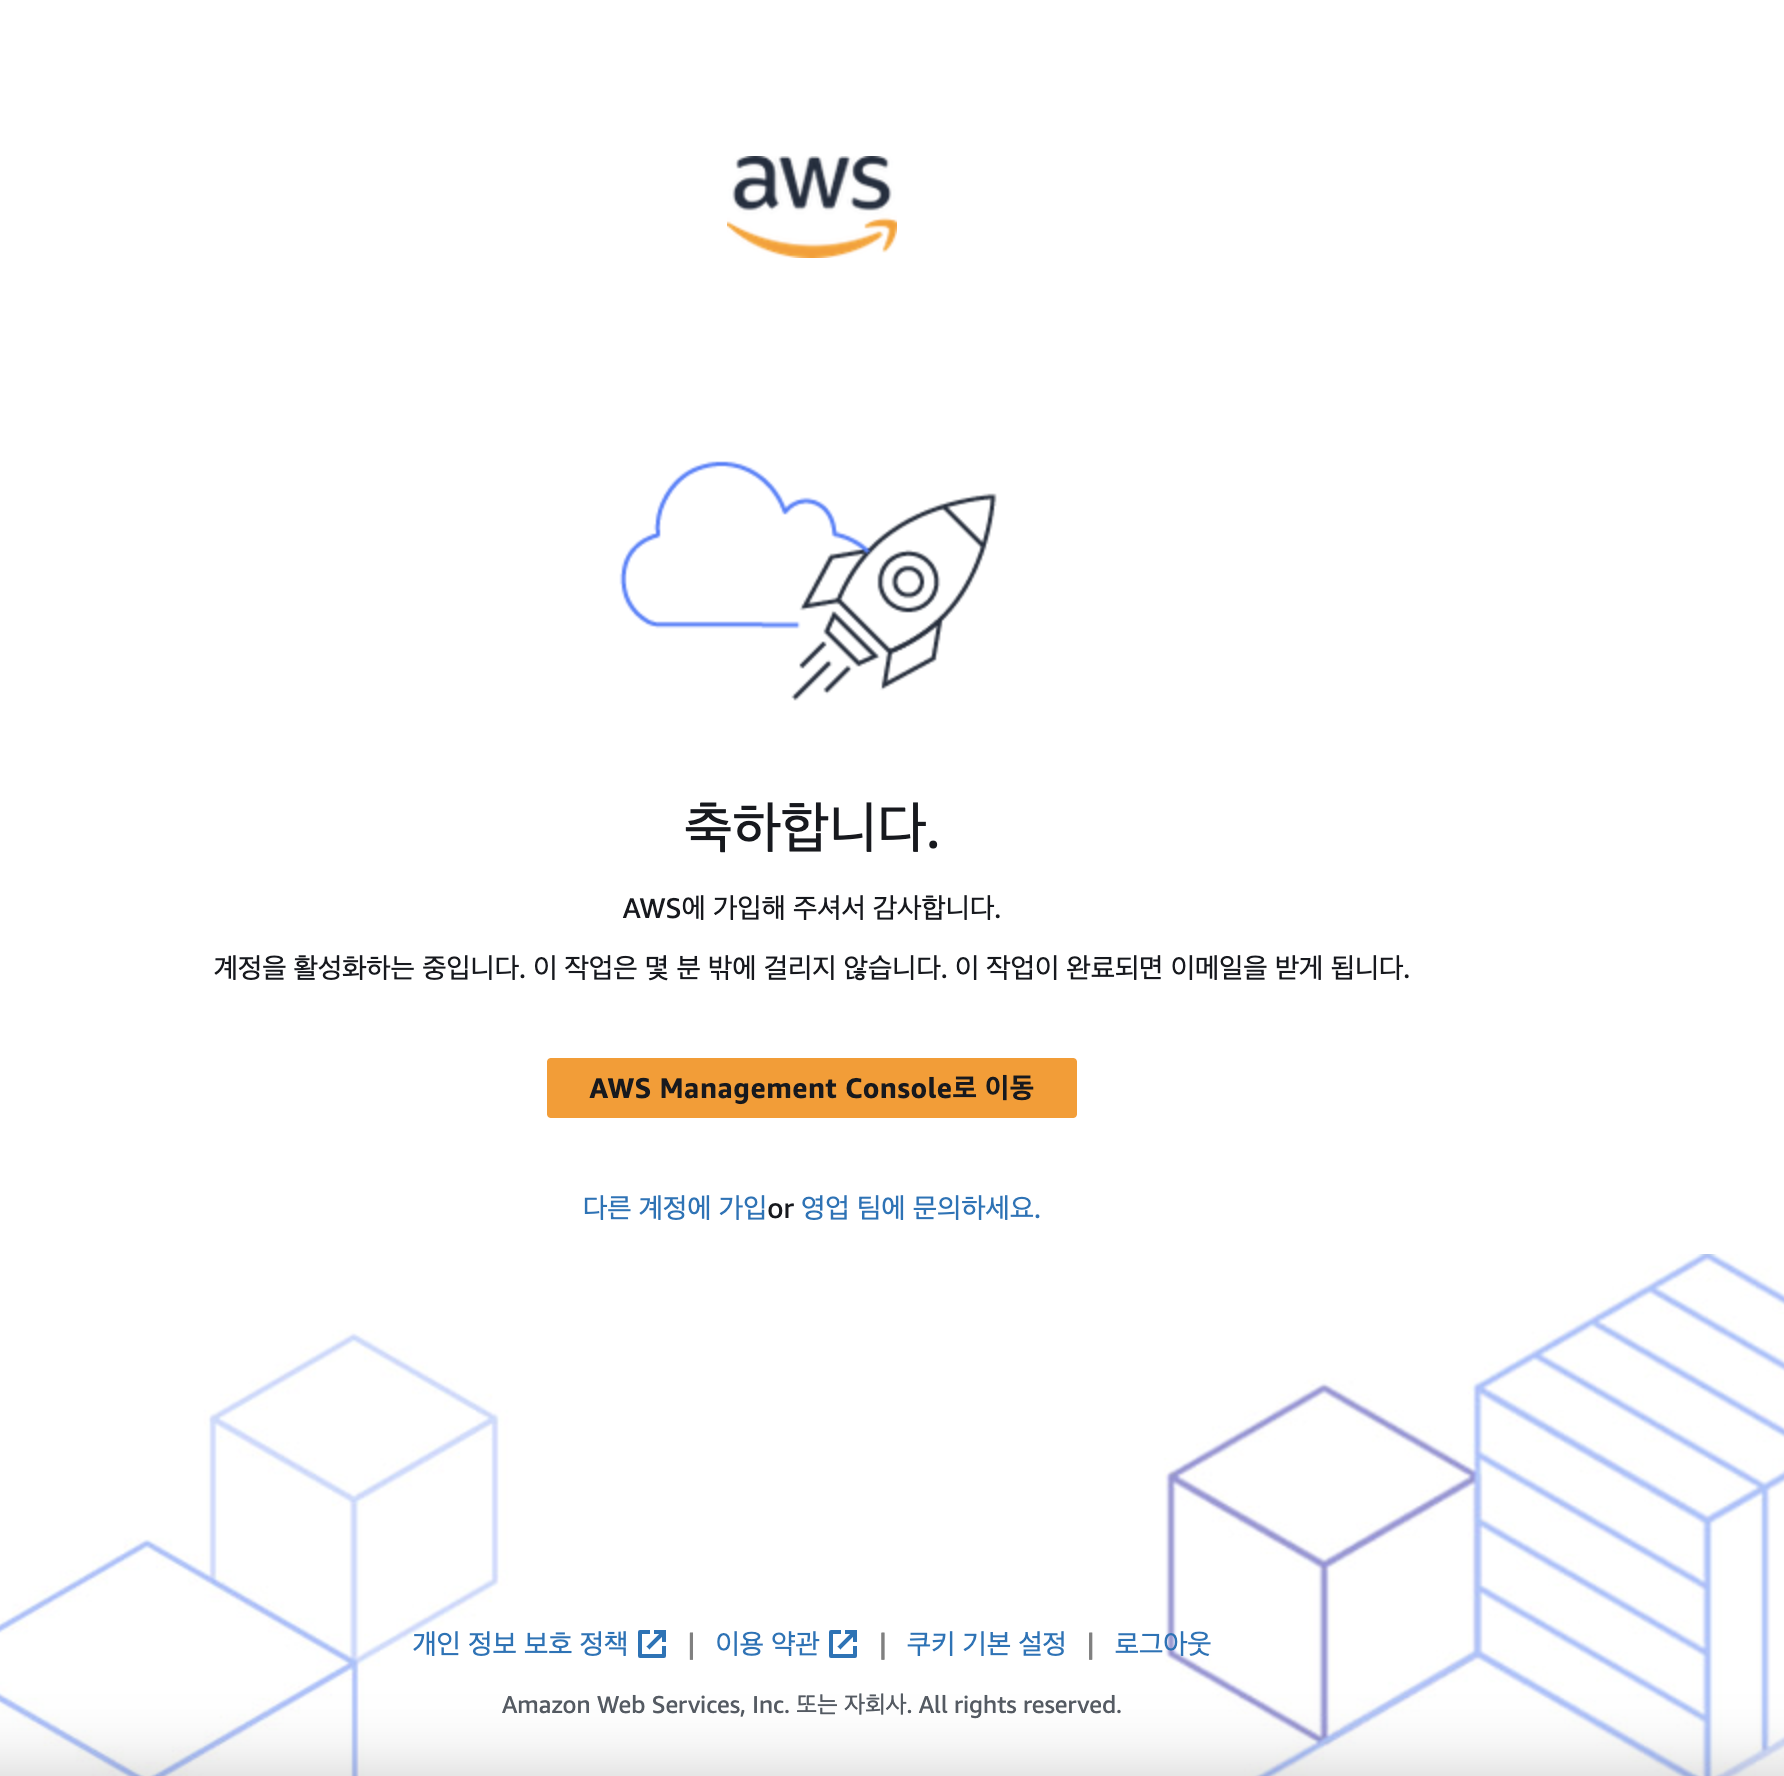 aws
축하합니다.
AWS에 가입해 주셔서 감사합니다.
계정을 활성화하는 중입니다. 이 작업은 몇 분 밖에 걸리지 않습니다. 이 작업이 완료되면 이메일을 받게 됩니다.
AWS Management Console로 이동
다른 계정에 가입or 영업 팀에 문의하세요.
개인 정보 보호 정책 | 이용 약관 | 쿠키 기본 설정 | 로그아웃
Amazon Web Services, Inc. 또는 자회사. All rights reserved.